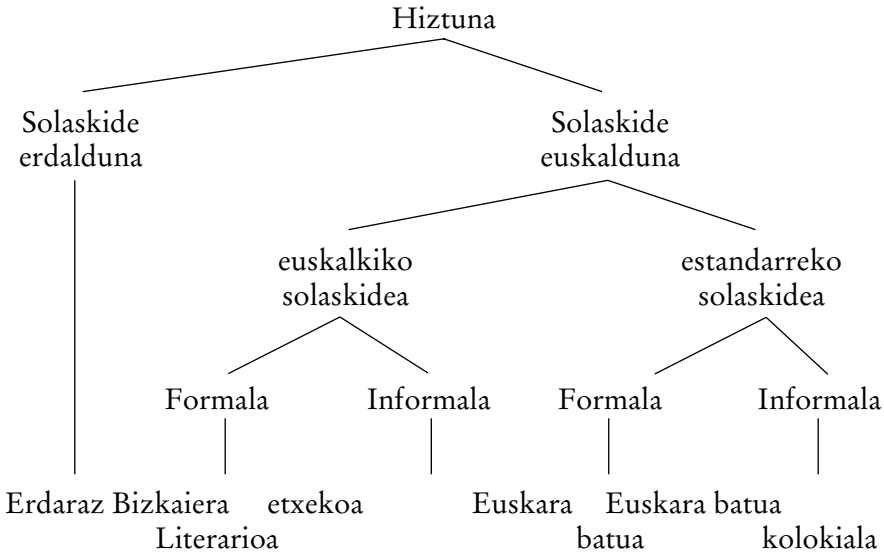 Hiztuna
Solaskide
erdalduna
Solaskide
euskalduna
euskalkiko
solaskidea
estandarreko
solaskidea
Formala
Informala
Formala
Informala
Erdaraz Bizkaiera etxekoa Euskara Euskara batua
Literarioa batua kolokiala